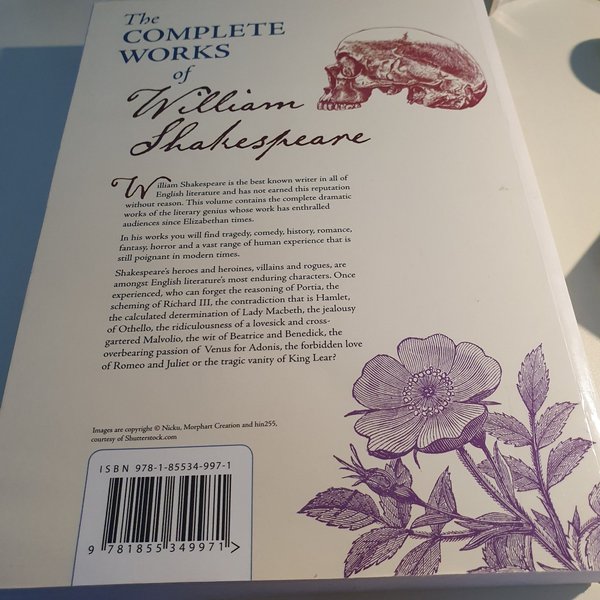 The
COMPLETE
WORKS
of
William
Shakespeare
William Shakespeare is the best known writer in all of
English literature and has not earned this reputation
without reason. This volume contains the complete dramatic
works of the literary genius whose work has enthralled
audiences since Elizabethan times.
In his works you will find tragedy, comedy, history, romance,
fantasy, horror and a vast range of human experience that is
still poignant in modern times.
Shakespeare's heroes and heroines, villains and rogues, are
amongst English literature's most enduring characters. Once
experienced, who can forget the reasoning of Portia, the
scheming of Richard III, the contradiction that is Hamlet,
the calculated determination of Lady Macbeth, the jealousy
of Othello, the ridiculousness of a lovesick and cross-
gartered Malvolio, the wit of Beatrice and Benedick, the
overbearing passion of Venus for Adonis, the forbidden love
of Romeo and Juliet or the tragic vanity of King Lear?
Images are copyright © Nicku, Morphart Creation and hin255,
courtesy of Shutterstock.com
ISBN 978-1-85534-997-1
9 781855 349971 >